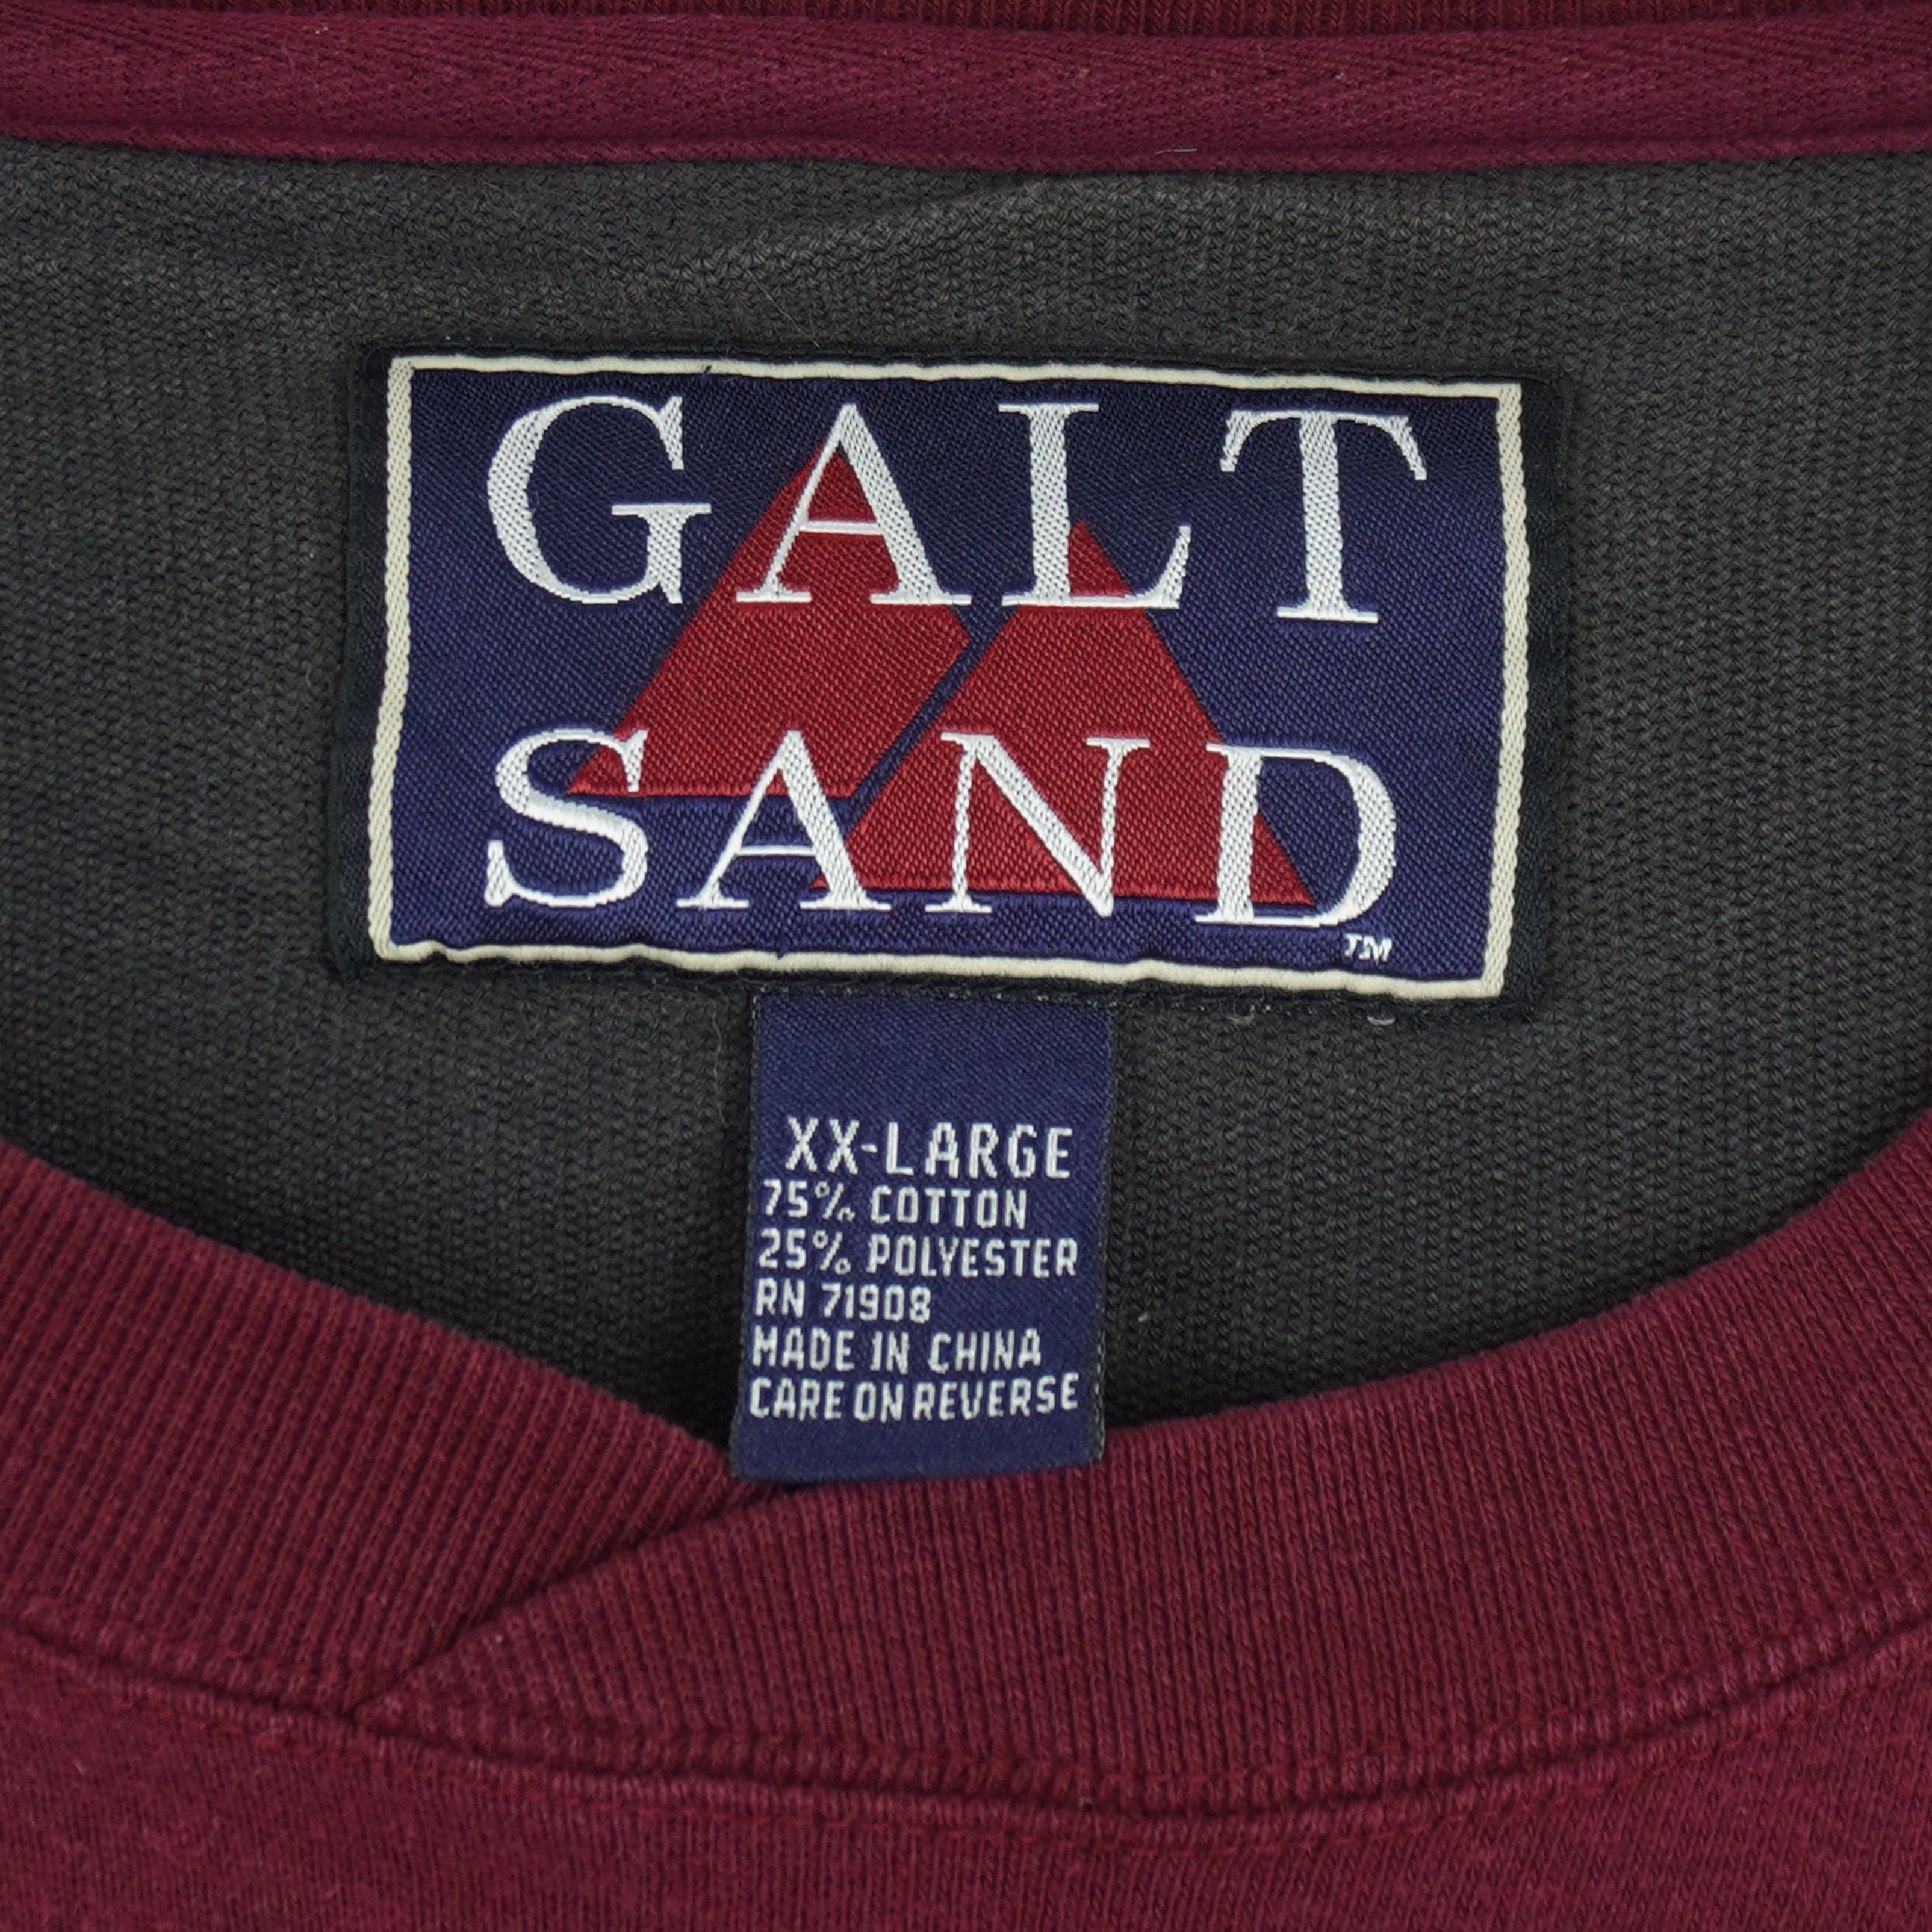 GALT
SAND
TM
XX-LARGE
75% COTTON
25% POLYESTER
RN 71908
MADE IN CHINA
CARE ON REVERSE